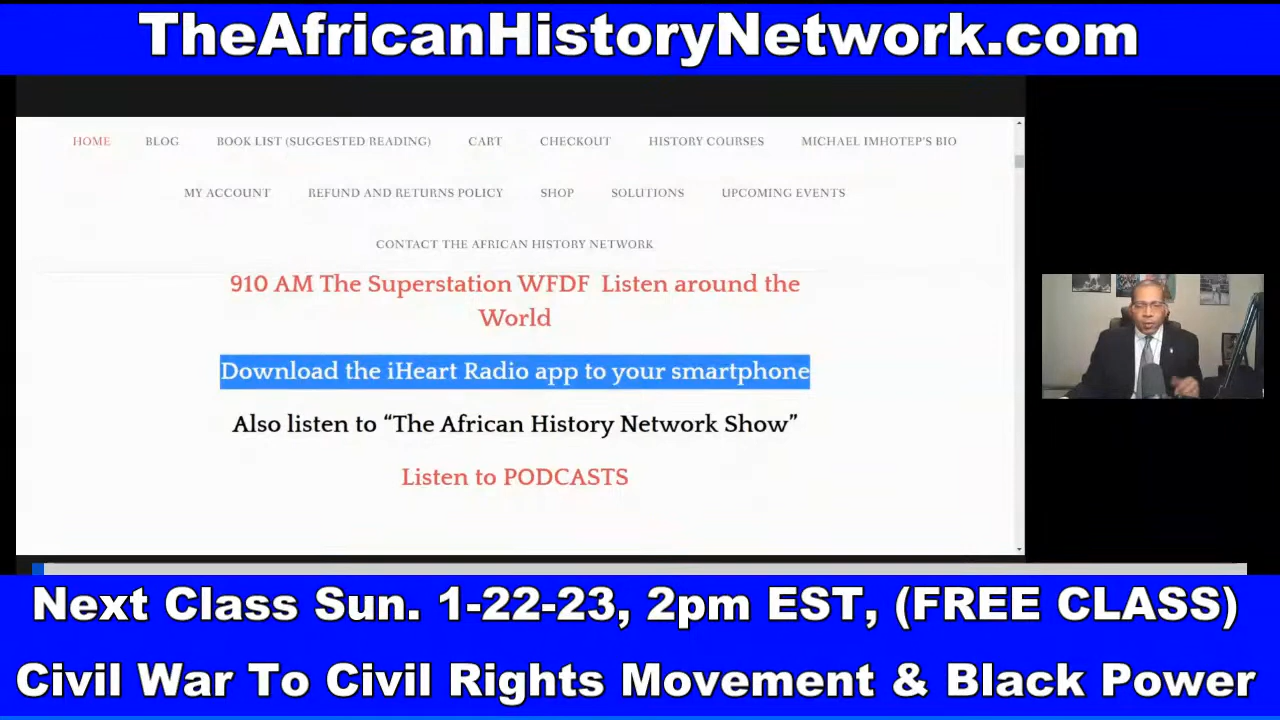 TheAfricanHistoryNetwork.com
HOME BLOG BOOK LIST (SUGGESTED READING) CART CHECKOUT HISTORY COURSES MICHAEL IMHOTEP'S BIO
MY ACCOUNT REFUND AND RETURNS POLICY SHOP SOLUTIONS UPCOMING EVENTS
CONTACT THE AFRICAN HISTORY NETWORK
910 AM The Superstation WFDF Listen around the
World
Download the iHeart Radio app to your smartphone
Also listen to “The African History Network Show”
Listen to PODCASTS
Next Class Sun. 1-22-23, 2pm EST, (FREE CLASS)
Civil War To Civil Rights Movement & Black Power